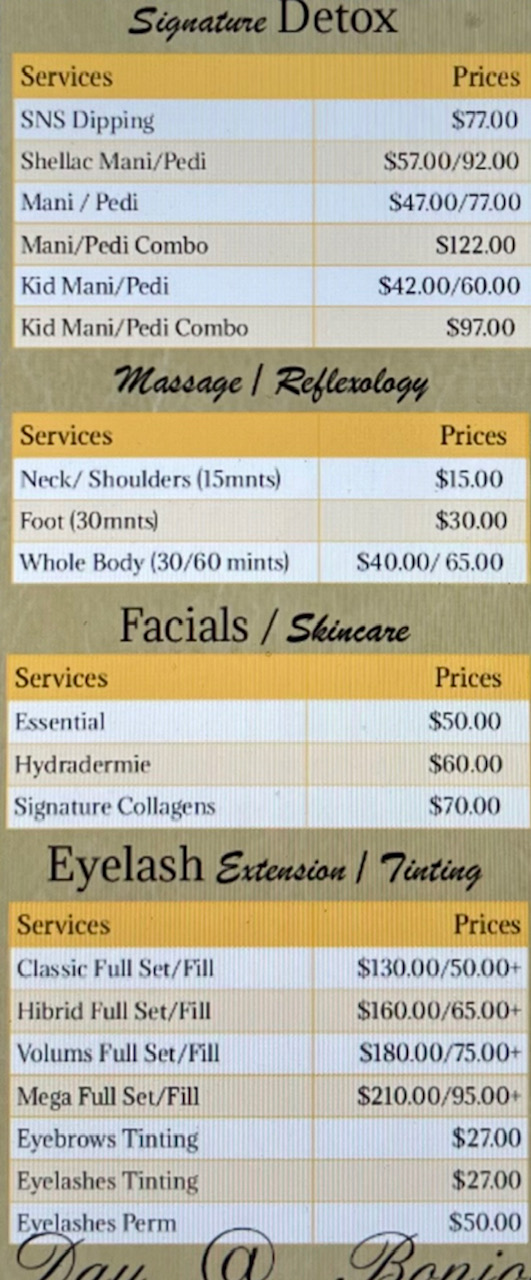 Signature Detox
Services Prices
SNS Dipping $77.00
Shellac Mani/Pedi $57.00/92.00
Mani / Pedi $47.00/77.00
Mani/Pedi Combo $122.00
Kid Mani/Pedi $42.00/60.00
Kid Mani/Pedi Combo $97.00
Massage / Reflexology
Services Prices
Neck/ Shoulders (15mnts) $15.00
Foot (30mnts) $30.00
Whole Body (30/60 mints) $40.00/ 65.00
Facials / Skincare
Services Prices
Essential $50.00
Hydradermie $60.00
Signature Collagens $70.00
Eyelash Extension / Tinting
Services Prices
Classic Full Set/Fill $130.00/50.00+
Hibrid Full Set/Fill $160.00/65.00+
Volums Full Set/Fill $180.00/75.00+
Mega Full Set/Fill $210.00/95.00+
Eyebrows Tinting $27.00
Eyelashes Tinting $27.00
Eyelashes Perm $50.00
Day @